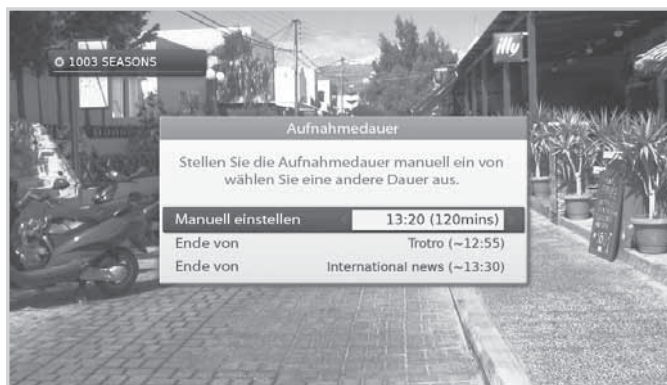 illy
1003 SEASONS
Aufnahmedauer
Stellen Sie die Aufnahmedauer manuell ein von
wählen Sie eine andere Dauer aus.
Manuell einstellen 13:20 (120mins)
Ende von Trotro (~12:55)
Ende von International news (~13:30)